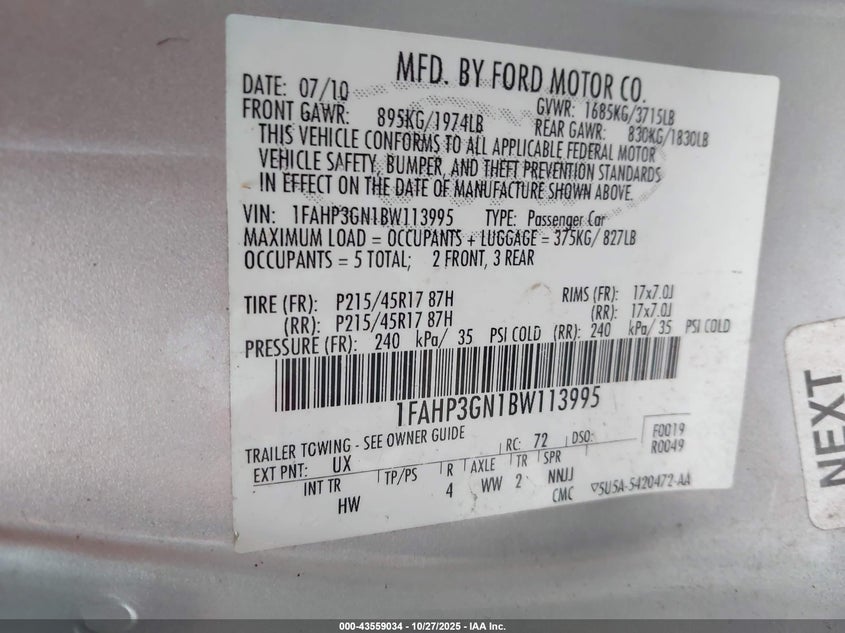 MFD. BY FORD MOTOR CO.
DATE: 07/10 GVWR: 1685KG/3715LB
FRONT GAWR: 895KG/1974LB REAR GAWR: 830KG/1830LB
THIS VEHICLE CONFORMS TO ALL APPLICABLE FEDERAL MOTOR
VEHICLE SAFETY, BUMPER, AND THEFT PREVENTION STANDARDS
IN EFFECT ON THE DATE OF MANUFACTURE SHOWN ABOVE.
VIN: 1FAHP3GN1BW113995 TYPE: Passenger Car
MAXIMUM LOAD = OCCUPANTS + LUGGAGE = 375KG/ 827LB
OCCUPANTS = 5 TOTAL; 2 FRONT, 3 REAR
TIRE (FR): P215/45R17 87H RIMS (FR): 17x7.0J
(RR): P215/45R17 87H (RR): 17x7.0J
PRESSURE (FR): 240 kPa/ 35 PSI COLD (RR): 240 kPa/ 35 PSI COLD
1FAHP3GN1BW113995
TRAILER TOWING - SEE OWNER GUIDE RC: 72 DSO: F0019
R0049
EXT PNT: UX
INT TR TP/PS R AXLE TR SPR
HW 4 WW 2 NNJJ
CMC ▽5U5A-5420472-AA
NEXT
000-43559034 | 10/27/2025 - IAA Inc.